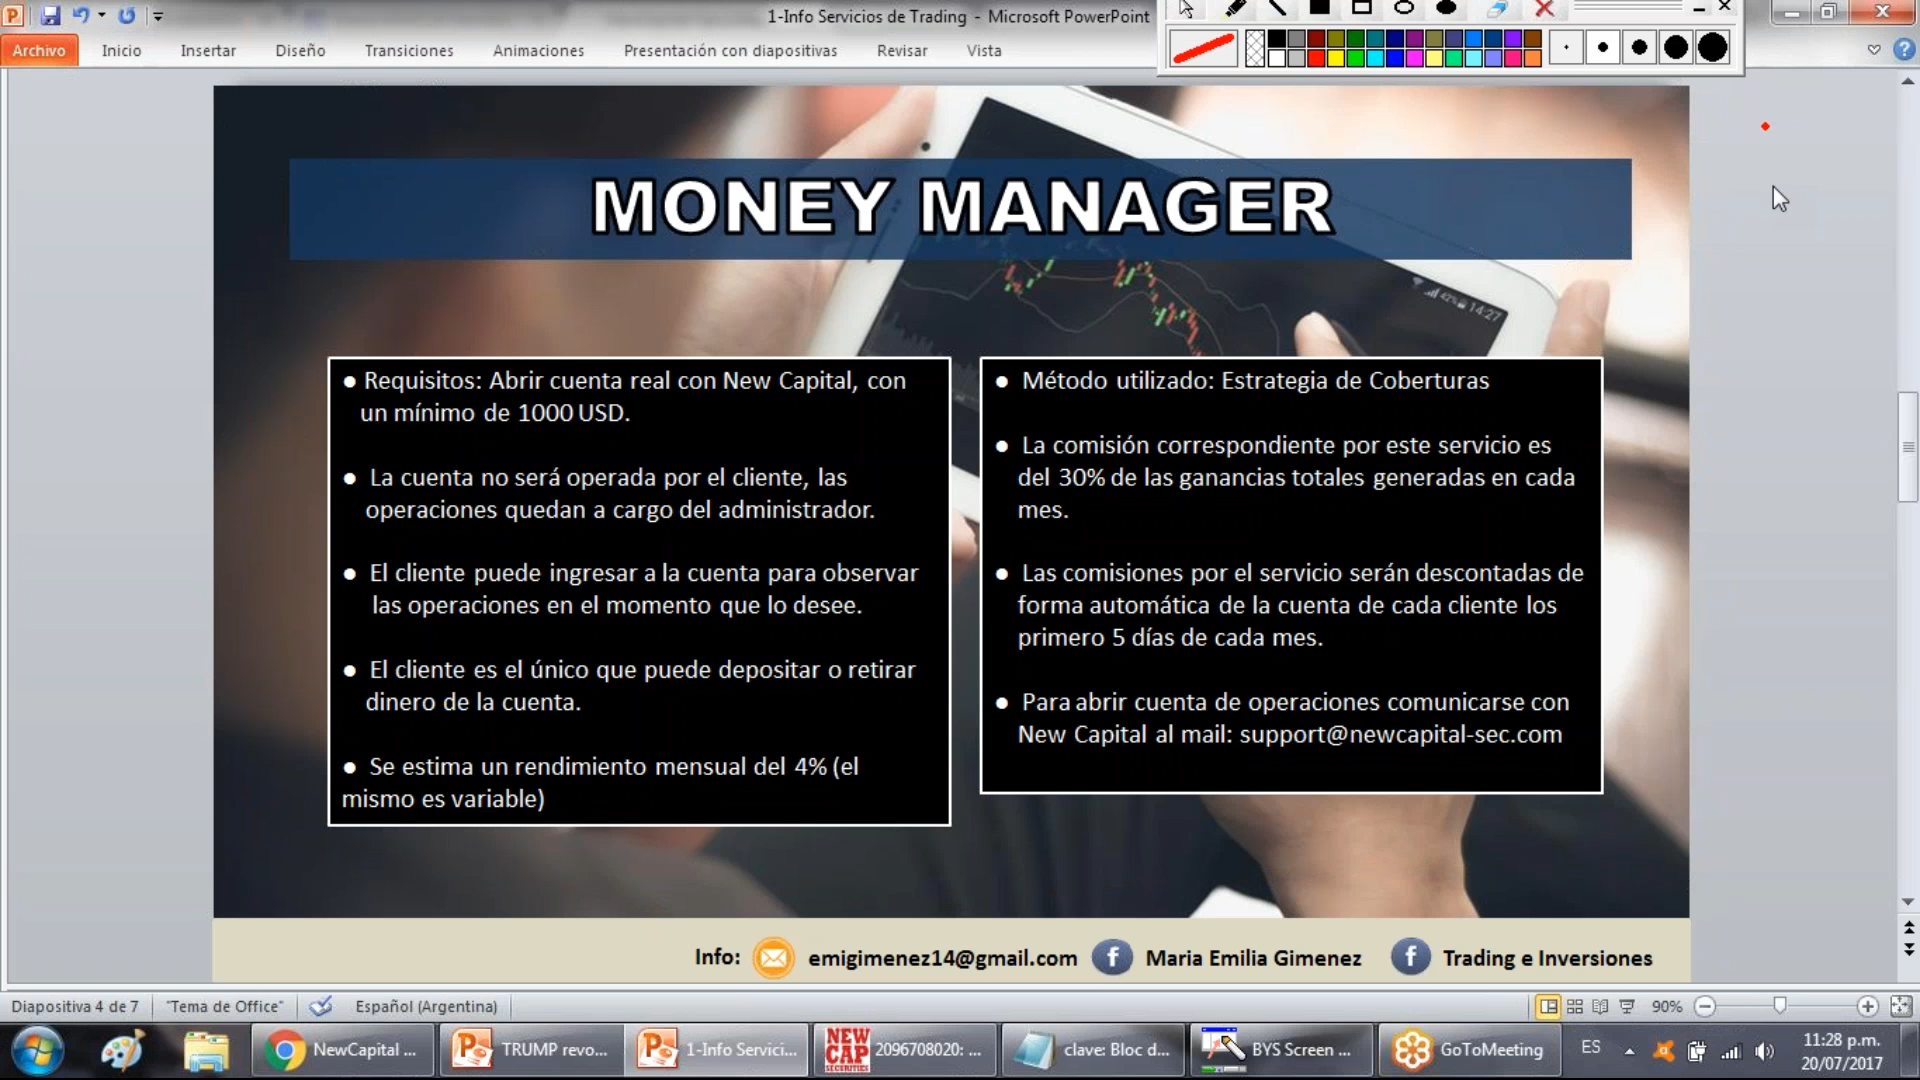 1-Info Servicios de Trading - Microsoft PowerPoint
Archivo Inicio Insertar Diseño Transiciones Animaciones Presentación con diapositivas Revisar Vista
MONEY MANAGER
42% 14:27
● Requisitos: Abrir cuenta real con New Capital, con
un mínimo de 1000 USD.
● La cuenta no será operada por el cliente, las
operaciones quedan a cargo del administrador.
● El cliente puede ingresar a la cuenta para observar
las operaciones en el momento que lo desee.
● El cliente es el único que puede depositar o retirar
dinero de la cuenta.
● Se estima un rendimiento mensual del 4% (el
mismo es variable)
● Método utilizado: Estrategia de Coberturas
● La comisión correspondiente por este servicio es
del 30% de las ganancias totales generadas en cada
mes.
● Las comisiones por el servicio serán descontadas de
forma automática de la cuenta de cada cliente los
primero 5 días de cada mes.
● Para abrir cuenta de operaciones comunicarse con
New Capital al mail: support@newcapital-sec.com
Info: emigimenez14@gmail.com Maria Emilia Gimenez Trading e Inversiones
Diapositiva 4 de 7 "Tema de Office" Español (Argentina) 90%
NewCapital ... TRUMP revo... 1-Info Servici... NEW CAP SECURITIES 2096708020: ... clave: Bloc d... BYS Screen ... GoToMeeting ES 11:28 p.m.
20/07/2017